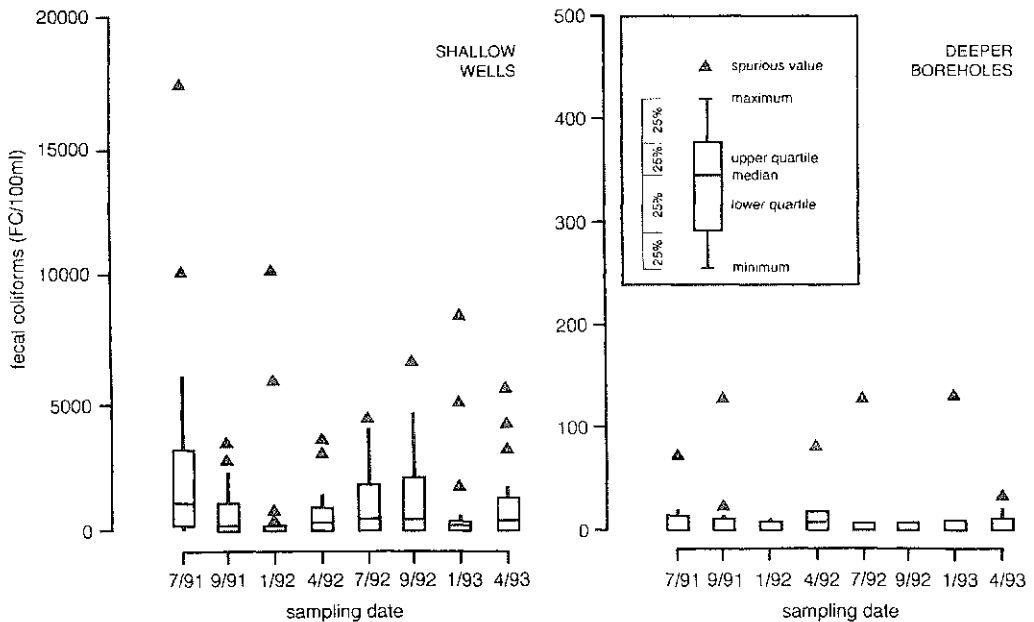 fecal coliforms (FC/100ml)
20000
15000
10000
5000
0
SHALLOW
WELLS
7/91 9/91 1/92 4/92 7/92 9/92 1/93 4/93
sampling date
500
400
300
200
100
0
spurious value
maximum
upper quartile
median
lower quartile
minimum
25%
25%
25%
25%
DEEPER
BOREHOLES
7/91 9/91 1/92 4/92 7/92 9/92 1/93 4/93
sampling date